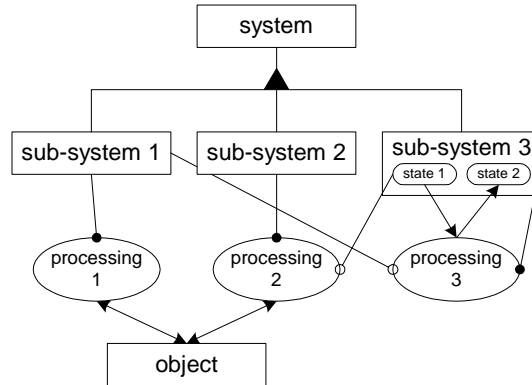 system
sub-system 1
sub-system 2
sub-system 3
state 1
state 2
processing
1
processing
2
processing
3
object